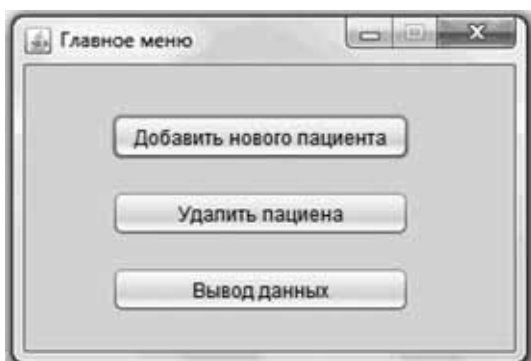 Главное меню
Добавить нового пациента
Удалить пациена
Вывод данных